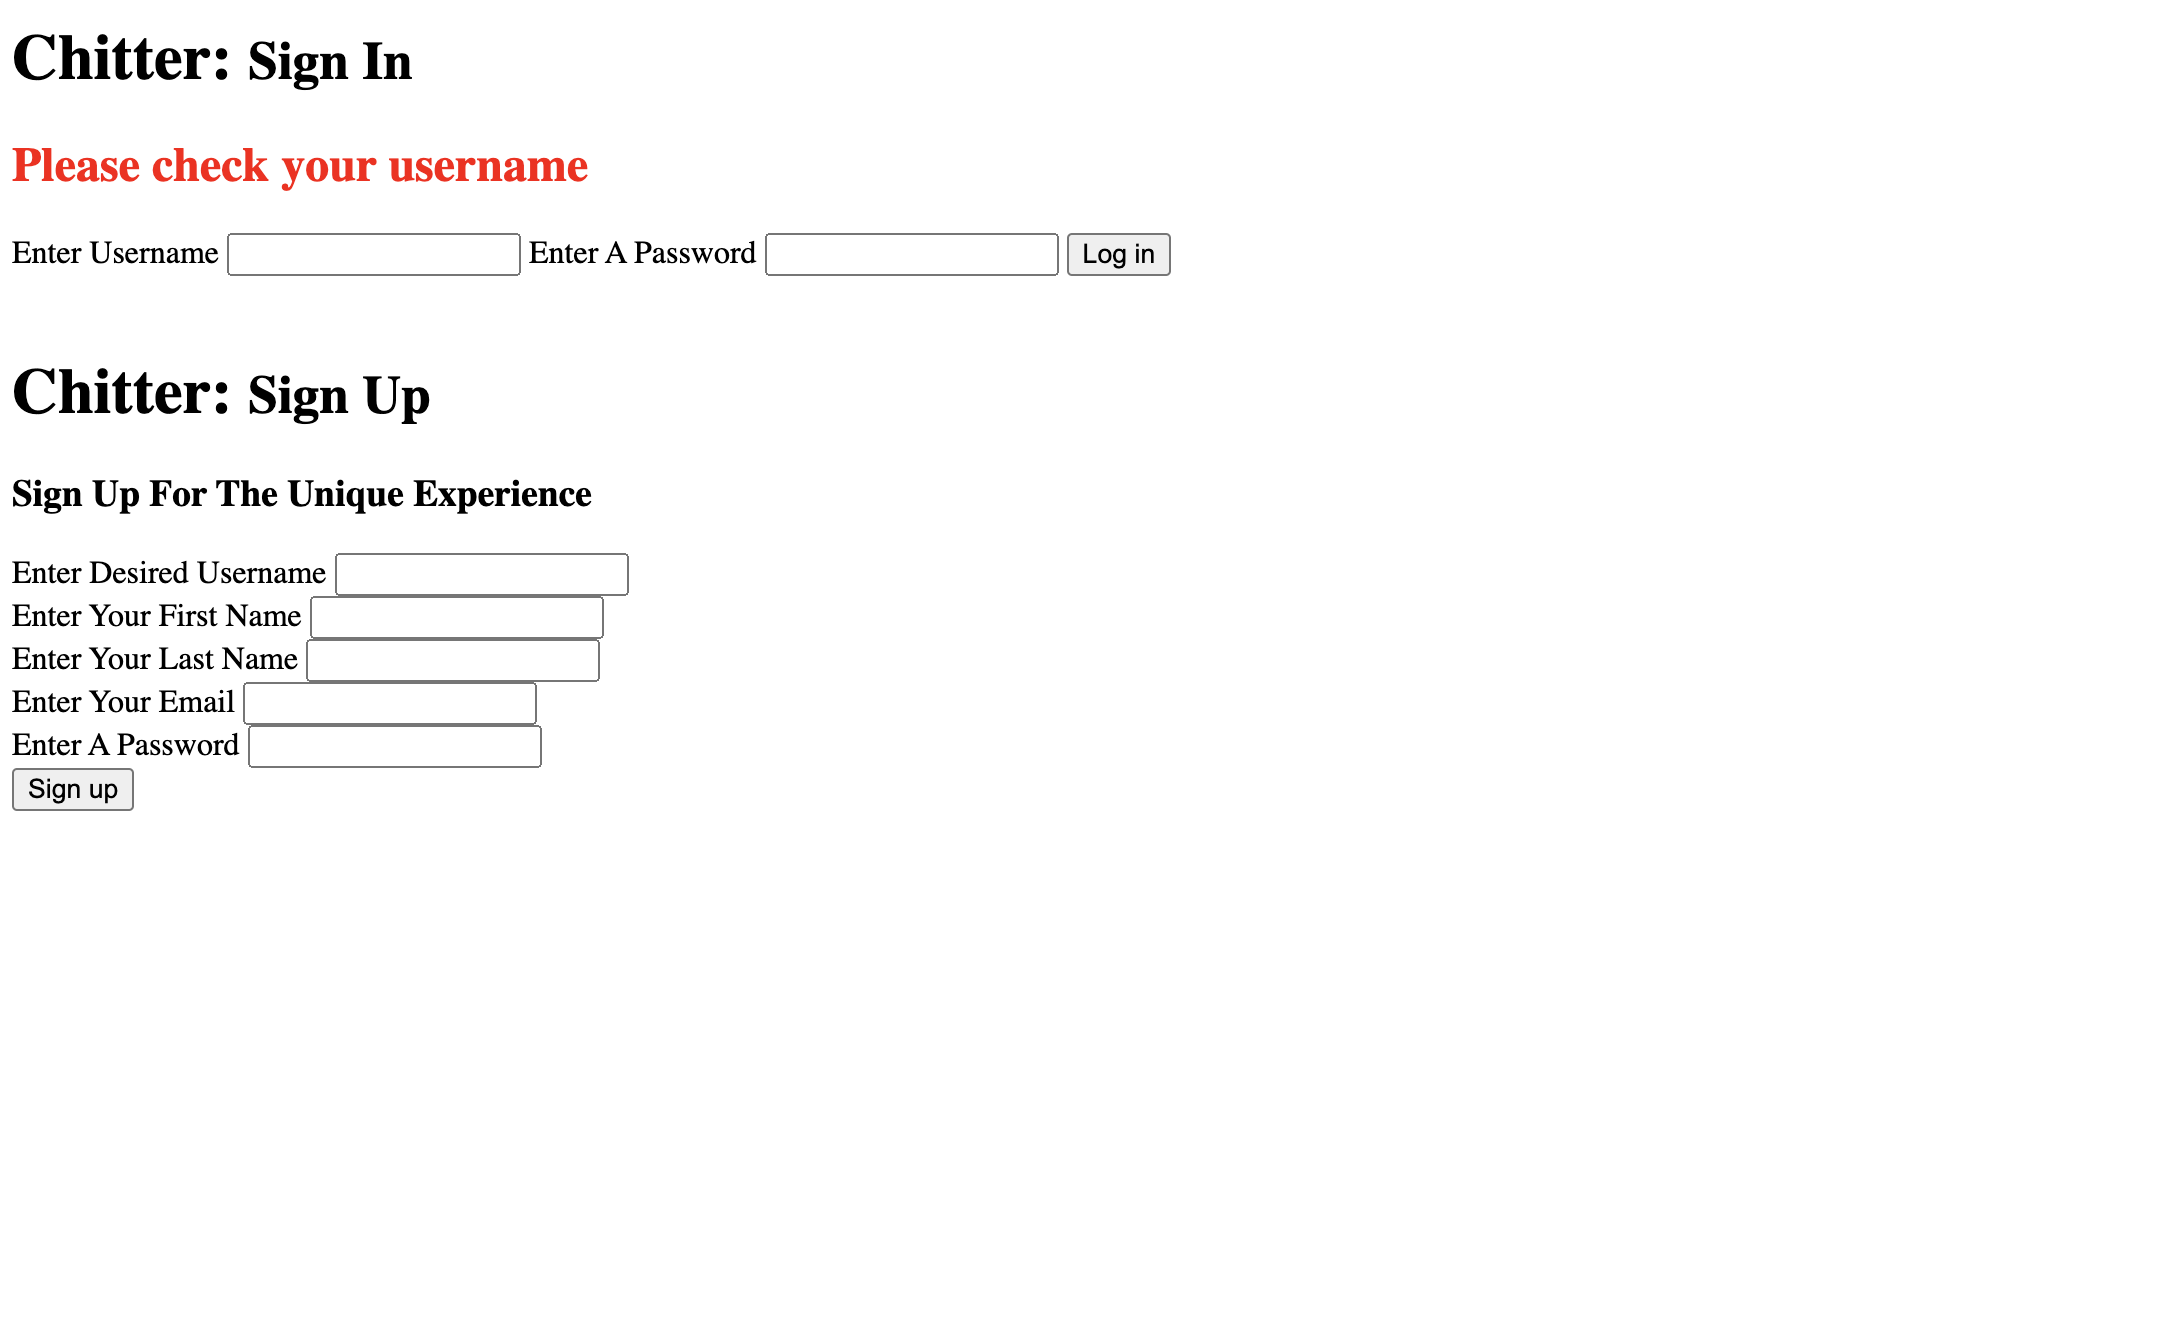 Chitter: Sign In
Please check your username
Enter Username Enter A Password Log in
Chitter: Sign Up
Sign Up For The Unique Experience
Enter Desired Username
Enter Your First Name
Enter Your Last Name
Enter Your Email
Enter A Password
Sign up